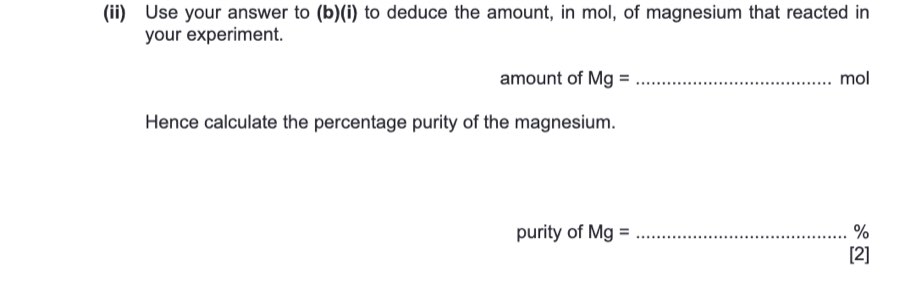 (ii) Use your answer to (b)(i) to deduce the amount, in mol, of magnesium that reacted in
your experiment.
amount of Mg = ..................................... mol
Hence calculate the percentage purity of the magnesium.
purity of Mg = ........................................ %
[2]